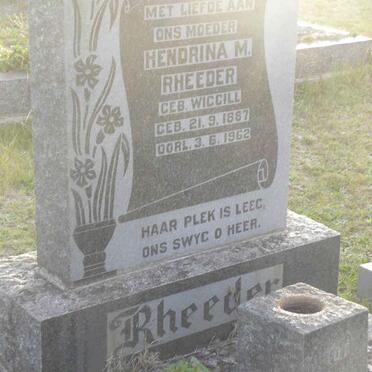 MET LIEFDE AAN
ONS MOEDER
HENDRINA M.
RHEEDER
GEB. WIGGILL
GEB. 21. 9. 1887
OORL. 3. 6. 1962
HAAR PLEK IS LEEG,
ONS SWYG O HEER.
Rheeder